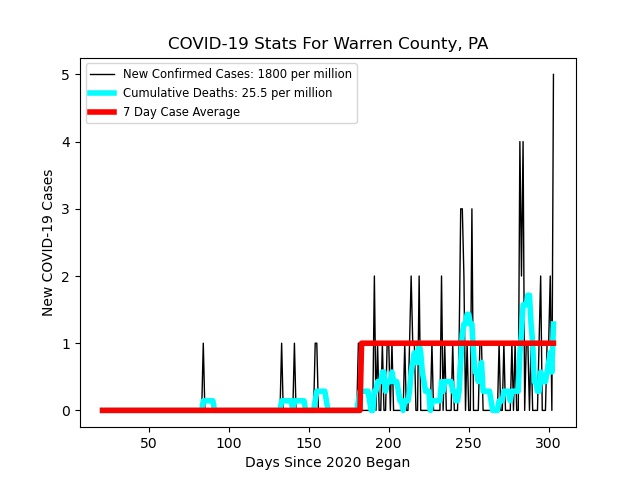 COVID-19 Stats For Warren County, PA
New Confirmed Cases: 1800 per million
Cumulative Deaths: 25.5 per million
7 Day Case Average
New COVID-19 Cases
5
4
3
2
1
0
50
100
150
200
250
300
Days Since 2020 Began